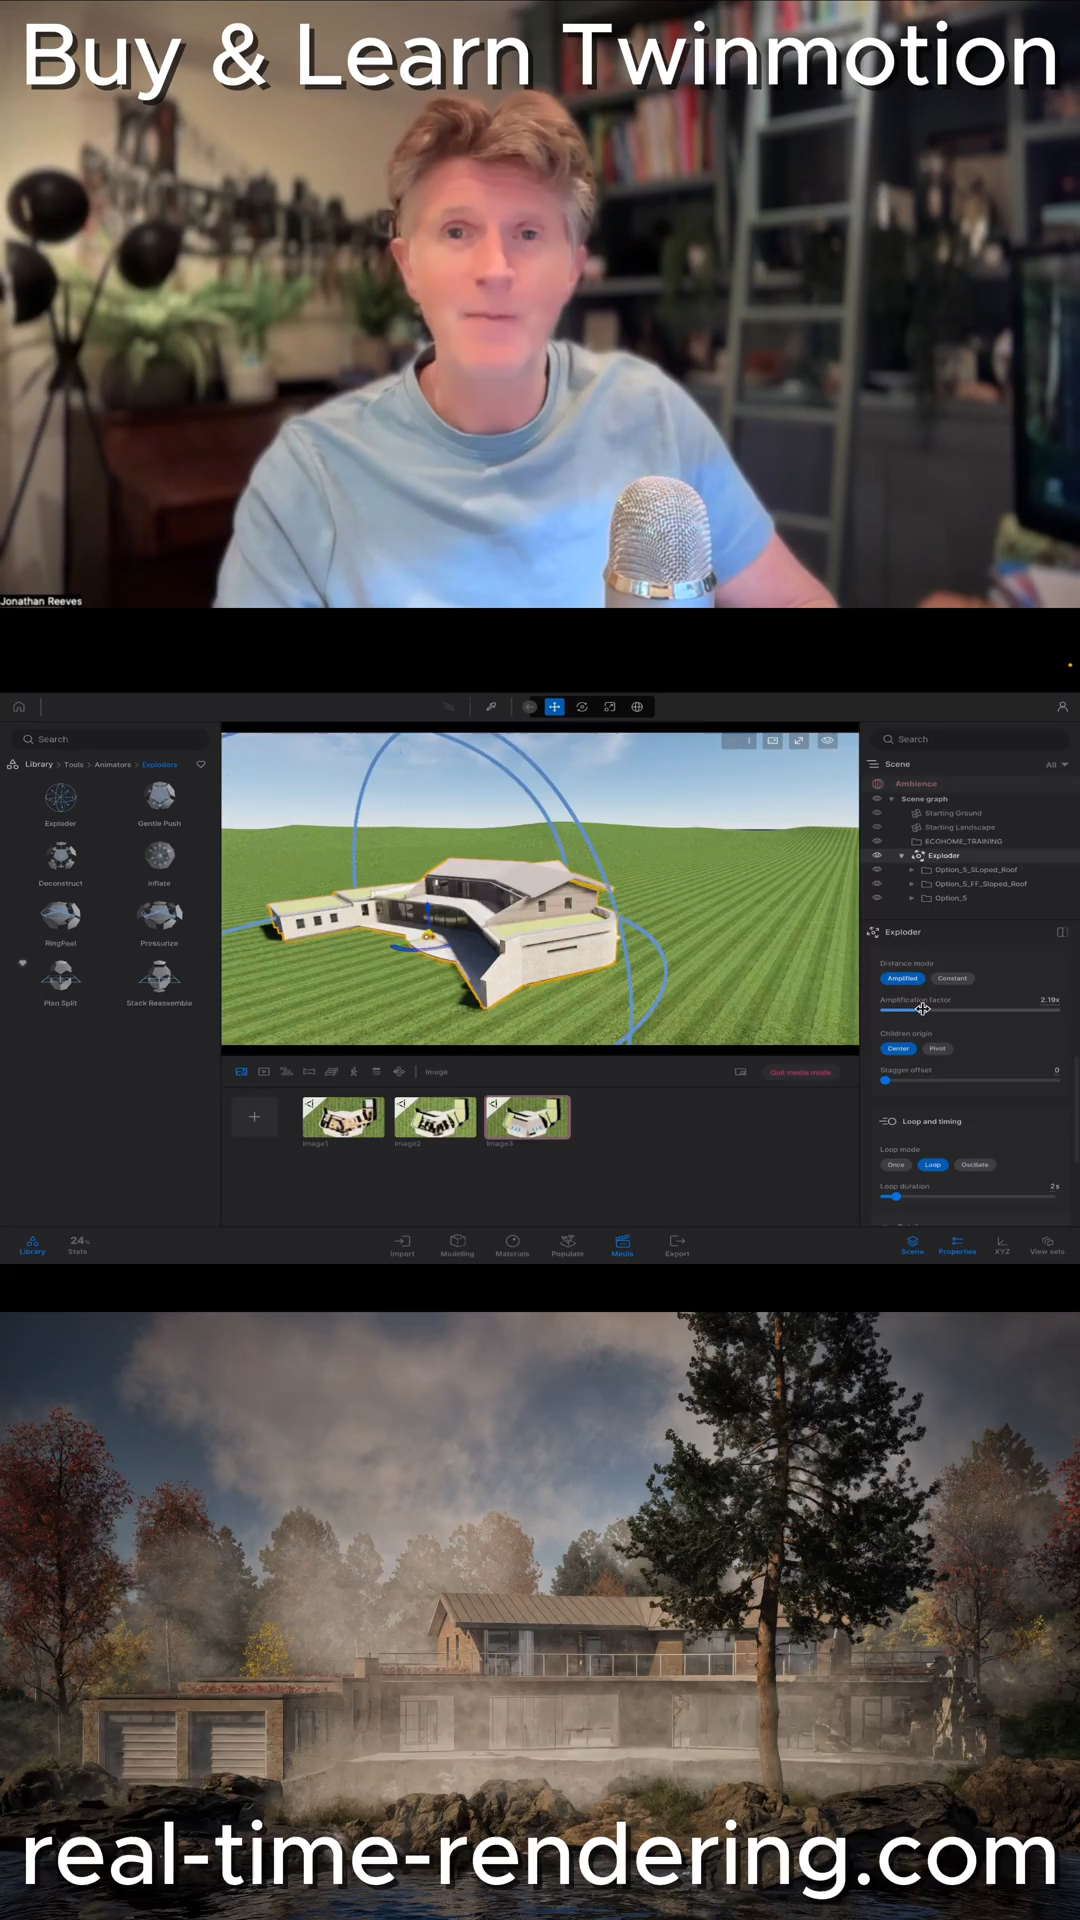 Buy & Learn Twinmotion
Jonathan Reeves
Search
Library > Tools > Animators > Exploders
Exploder
Gentle Push
Deconstruct
Inflate
RingPeal
Pressurize
Plan Split
Stack Reassemble
Image
Quit media mode
Image1
Image2
Image3
Search
Scene
All
Ambience
Scene graph
Starting Ground
Starting Landscape
ECOHOME_TRAINING
Exploder
Option_5_SLoped_Roof
Option_5_FF_Sloped_Roof
Option_5
Exploder
Distance mode
Amplified
Constant
Amplification factor
2.19x
Children origin
Center
Pivot
Stagger offset
0
Loop and timing
Loop mode
Once
Loop
Oscillate
Loop duration
2s
Library
24
Stats
Import
Modeling
Materials
Populate
Media
Export
Scene
Properties
XYZ
View sets
real-time-rendering.com